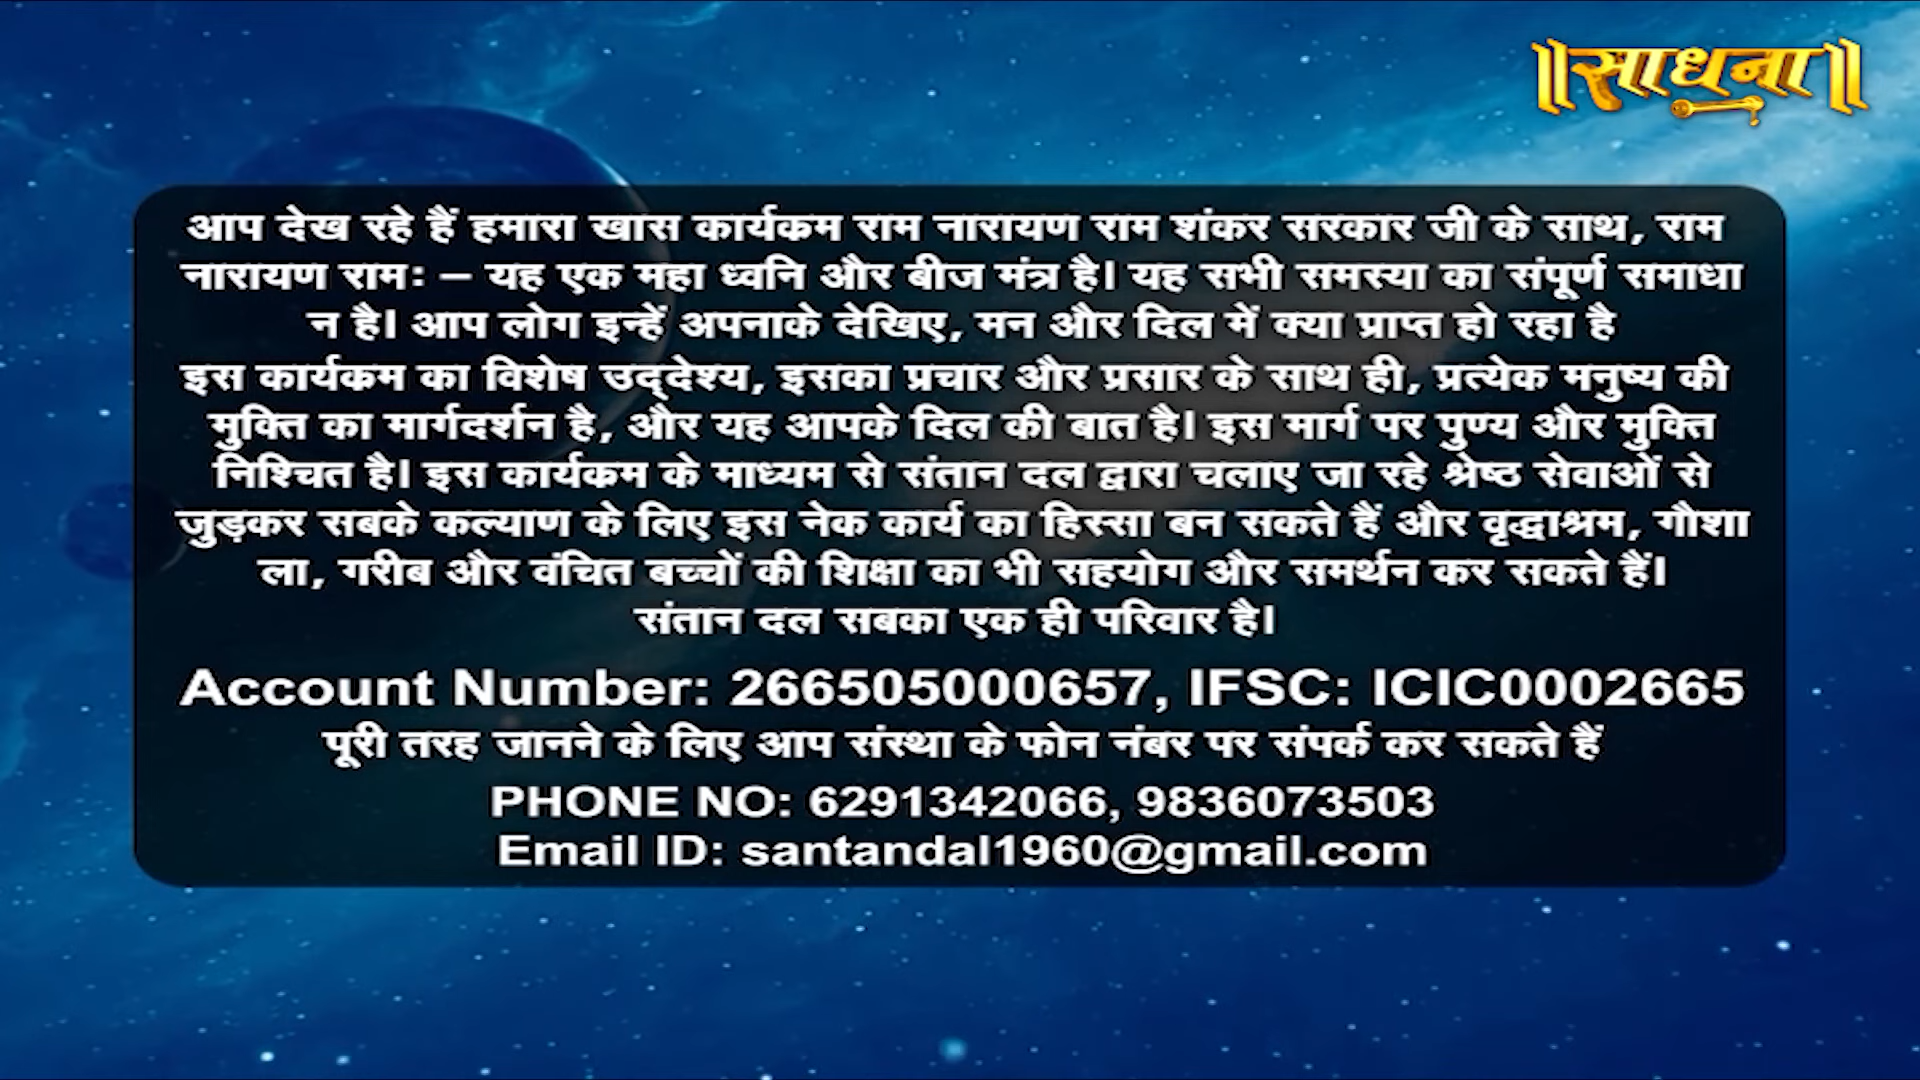 ॥साधना॥
आप देख रहे हैं हमारा खास कार्यकम राम नारायण राम शंकर सरकार जी के साथ, राम
नारायण राम: – यह एक महा ध्वनि और बीज मंत्र है। यह सभी समस्या का संपूर्ण समाधा
न है। आप लोग इन्हें अपनाके देखिए, मन और दिल में क्या प्राप्त हो रहा है
इस कार्यकम का विशेष उद्देश्य, इसका प्रचार और प्रसार के साथ ही, प्रत्येक मनुष्य की
मुक्ति का मार्गदर्शन है, और यह आपके दिल की बात है। इस मार्ग पर पुण्य और मुक्ति
निश्चित है। इस कार्यकम के माध्यम से संतान दल द्वारा चलाए जा रहे श्रेष्ठ सेवाओं से
जुड़कर सबके कल्याण के लिए इस नेक कार्य का हिस्सा बन सकते हैं और वृद्धाश्रम, गौशा
ला, गरीब और वंचित बच्चों की शिक्षा का भी सहयोग और समर्थन कर सकते हैं।
संतान दल सबका एक ही परिवार है।
Account Number: 266505000657, IFSC: ICIC0002665
पूरी तरह जानने के लिए आप संस्था के फोन नंबर पर संपर्क कर सकते हैं
PHONE NO: 6291342066, 9836073503
Email ID: santandal1960@gmail.com